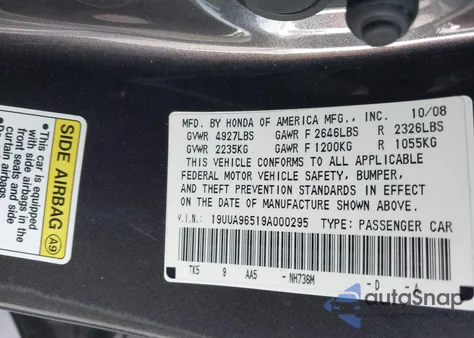 SIDE AIRBAG A9
• This car is equipped
with side airbags in
the front seats and side
curtain airbags.
MFD. BY HONDA OF AMERICA MFG., INC. 10/08
GVWR 4927LBS GAWR F 2646LBS R 2326LBS
GVWR 2235KG GAWR F 1200KG R 1055KG
THIS VEHICLE CONFORMS TO ALL APPLICABLE
FEDERAL MOTOR VEHICLE SAFETY, BUMPER,
AND THEFT PREVENTION STANDARDS IN EFFECT
ON THE DATE OF MANUFACTURE SHOWN ABOVE
V.I.N.: 19UUA96519A000295 TYPE: PASSENGER CAR
TK5 9 AA5 -NH736M -D -A
autoSnap